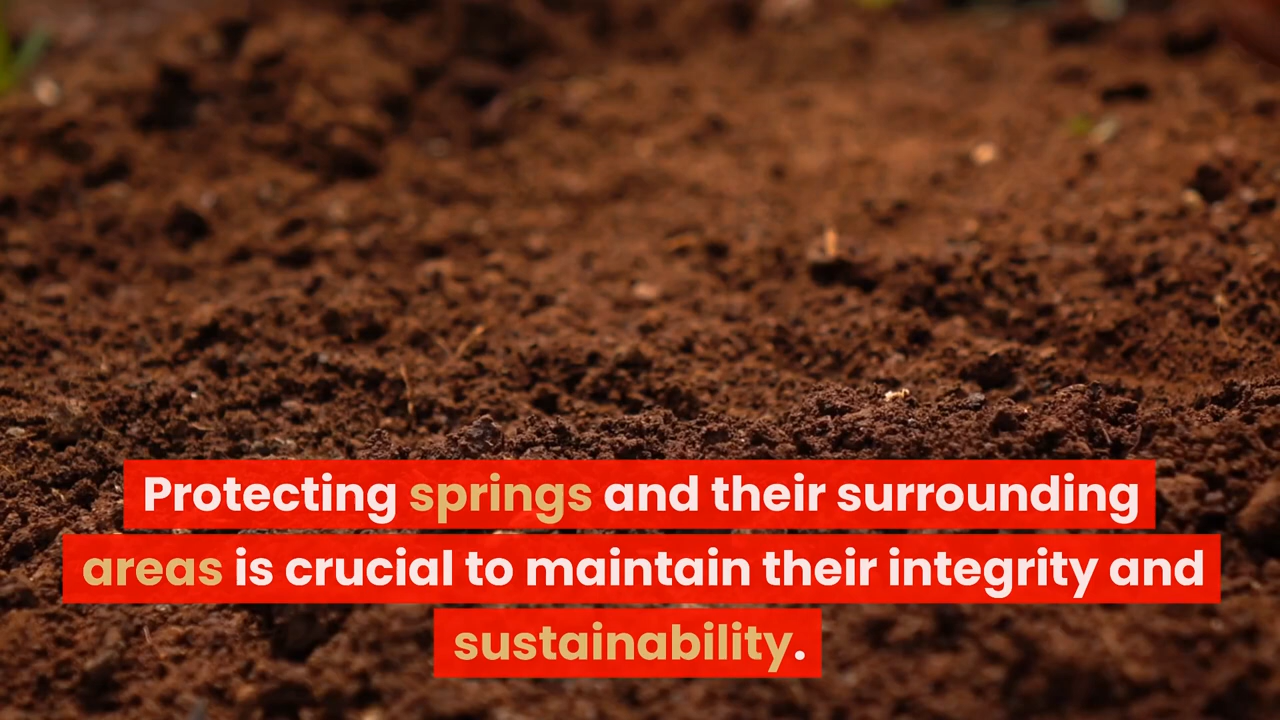 Protecting springs and their surrounding
areas is crucial to maintain their integrity and
sustainability.